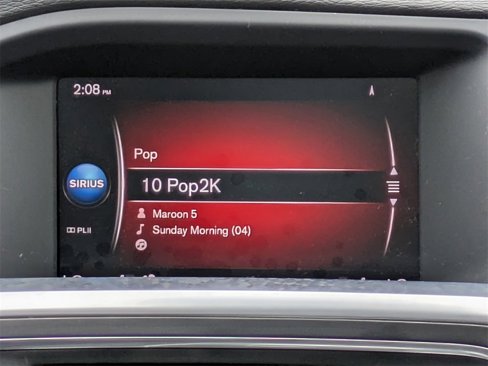 2:08 PM
Pop
10 Pop2K
SIRIUS
Maroon 5
PLII
Sunday Morning (04)